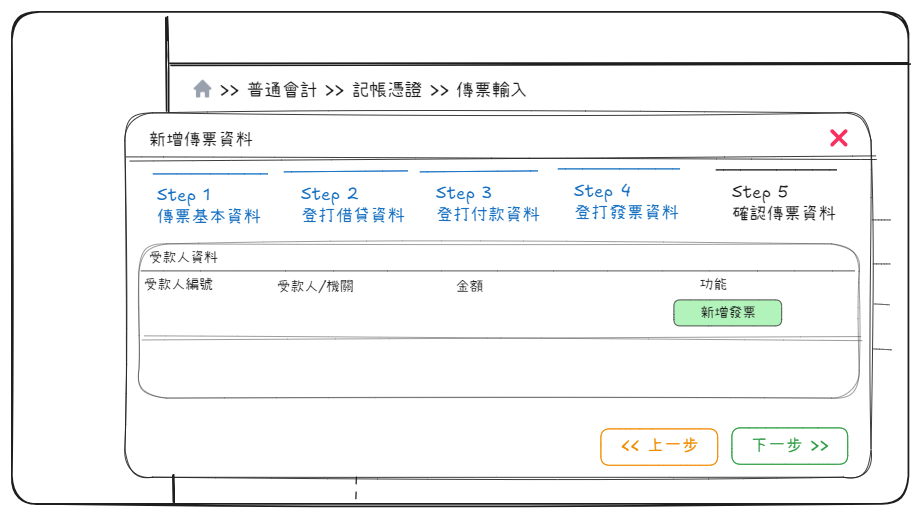 >> 普通會計 >> 記帳憑證 >> 傳票輸入
新增傳票資料
Step 1
傳票基本資料
Step 2
登打借貸資料
Step 3
登打付款資料
Step 4
登打發票資料
Step 5
確認傳票資料
受款人資料
受款人編號 受款人/機關 金額 功能
新增發票
<< 上一步 下一步 >>